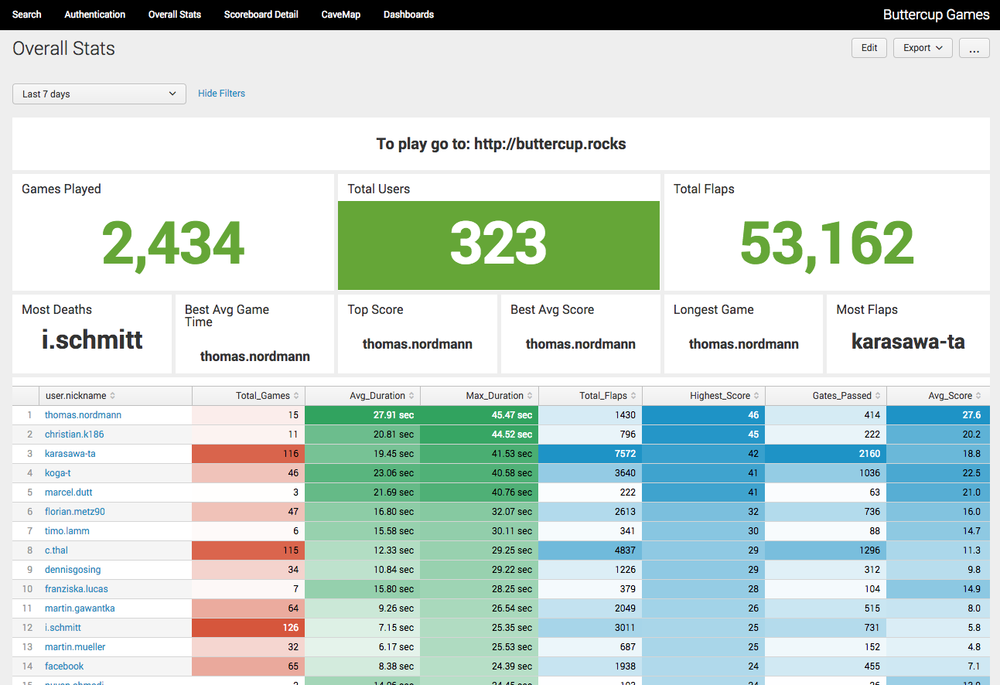 Search Authentication Overall Stats Scoreboard Detail CaveMap Dashboards Buttercup Games
Overall Stats Edit Export ...
Last 7 days Hide Filters
To play go to: http://buttercup.rocks
Games Played Total Users Total Flaps
2,434 323 53,162
Most Deaths Best Avg Game Time Top Score Best Avg Score Longest Game Most Flaps
i.schmitt thomas.nordmann thomas.nordmann thomas.nordmann thomas.nordmann karasawa-ta
user.nickname Total_Games Avg_Duration Max_Duration Total_Flaps Highest_Score Gates_Passed Avg_Score
1 thomas.nordmann 15 27.91 sec 45.47 sec 1430 46 414 27.6
2 christian.k186 11 20.81 sec 44.52 sec 796 45 222 20.2
3 karasawa-ta 116 19.45 sec 41.53 sec 7572 42 2160 18.8
4 koga-t 46 23.06 sec 40.58 sec 3640 41 1036 22.5
5 marcel.dutt 3 21.69 sec 40.76 sec 222 41 63 21.0
6 florian.metz90 47 16.80 sec 32.07 sec 2613 32 736 16.0
7 timo.lamm 6 15.58 sec 30.11 sec 341 30 88 14.7
8 c.thal 115 12.33 sec 29.25 sec 4837 29 1296 11.3
9 dennisgosing 34 10.84 sec 29.22 sec 1226 29 312 9.8
10 franziska.lucas 7 15.80 sec 28.25 sec 379 28 104 14.9
11 martin.gawantka 64 9.26 sec 26.54 sec 2049 26 515 8.0
12 i.schmitt 126 7.15 sec 25.35 sec 3011 25 731 5.8
13 martin.mueller 32 6.17 sec 25.53 sec 687 25 152 4.8
14 facebook 65 8.38 sec 24.39 sec 1938 24 455 7.1